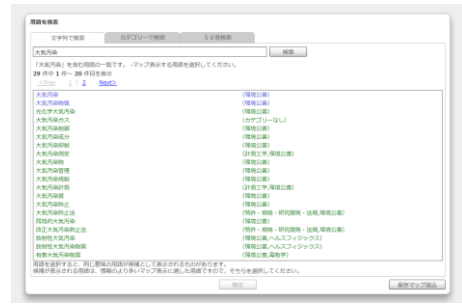 用語を検索
文字列で検索 カテゴリーで検索 50音検索
大気汚染 検索
「大気汚染」を含む用語の一覧です。 -マップ表示する用語を選択してください。
29 件中 1 件～ 20 件目を表示
<Prev 1 | 2 Next>
大気汚染 (環境公害)
大気汚染物質 (環境公害)
光化学大気汚染 (環境公害)
大気汚染ガス (カテゴリーなし)
大気汚染制御 (環境公害)
大気汚染成分 (環境公害)
大気汚染抑制 (環境公害)
大気汚染測定 (計測工学,環境公害)
大気汚染物 (環境公害)
大気汚染管理 (環境公害)
大気汚染規制 (環境公害)
大気汚染計測 (計測工学,環境公害)
大気汚染質 (環境公害)
大気汚染防止 (環境公害)
大気汚染防止法 (特許・規格・研究開発・法規,環境公害)
局地的大気汚染 (環境公害)
改正大気汚染防止法 (特許・規格・研究開発・法規,環境公害)
放射性大気汚染 (環境公害,ヘルスフィジックス)
放射性大気汚染物質 (環境公害,ヘルスフィジックス)
有害大気汚染物質 (環境公害,毒物学)
用語を選択すると、同じ意味の用語が候補として表示されるものがあります。
候補が表示される用語は、情報のより多いマップ表示に適した用語ですので、そちらを選択してください。
確定 保存マップ読込